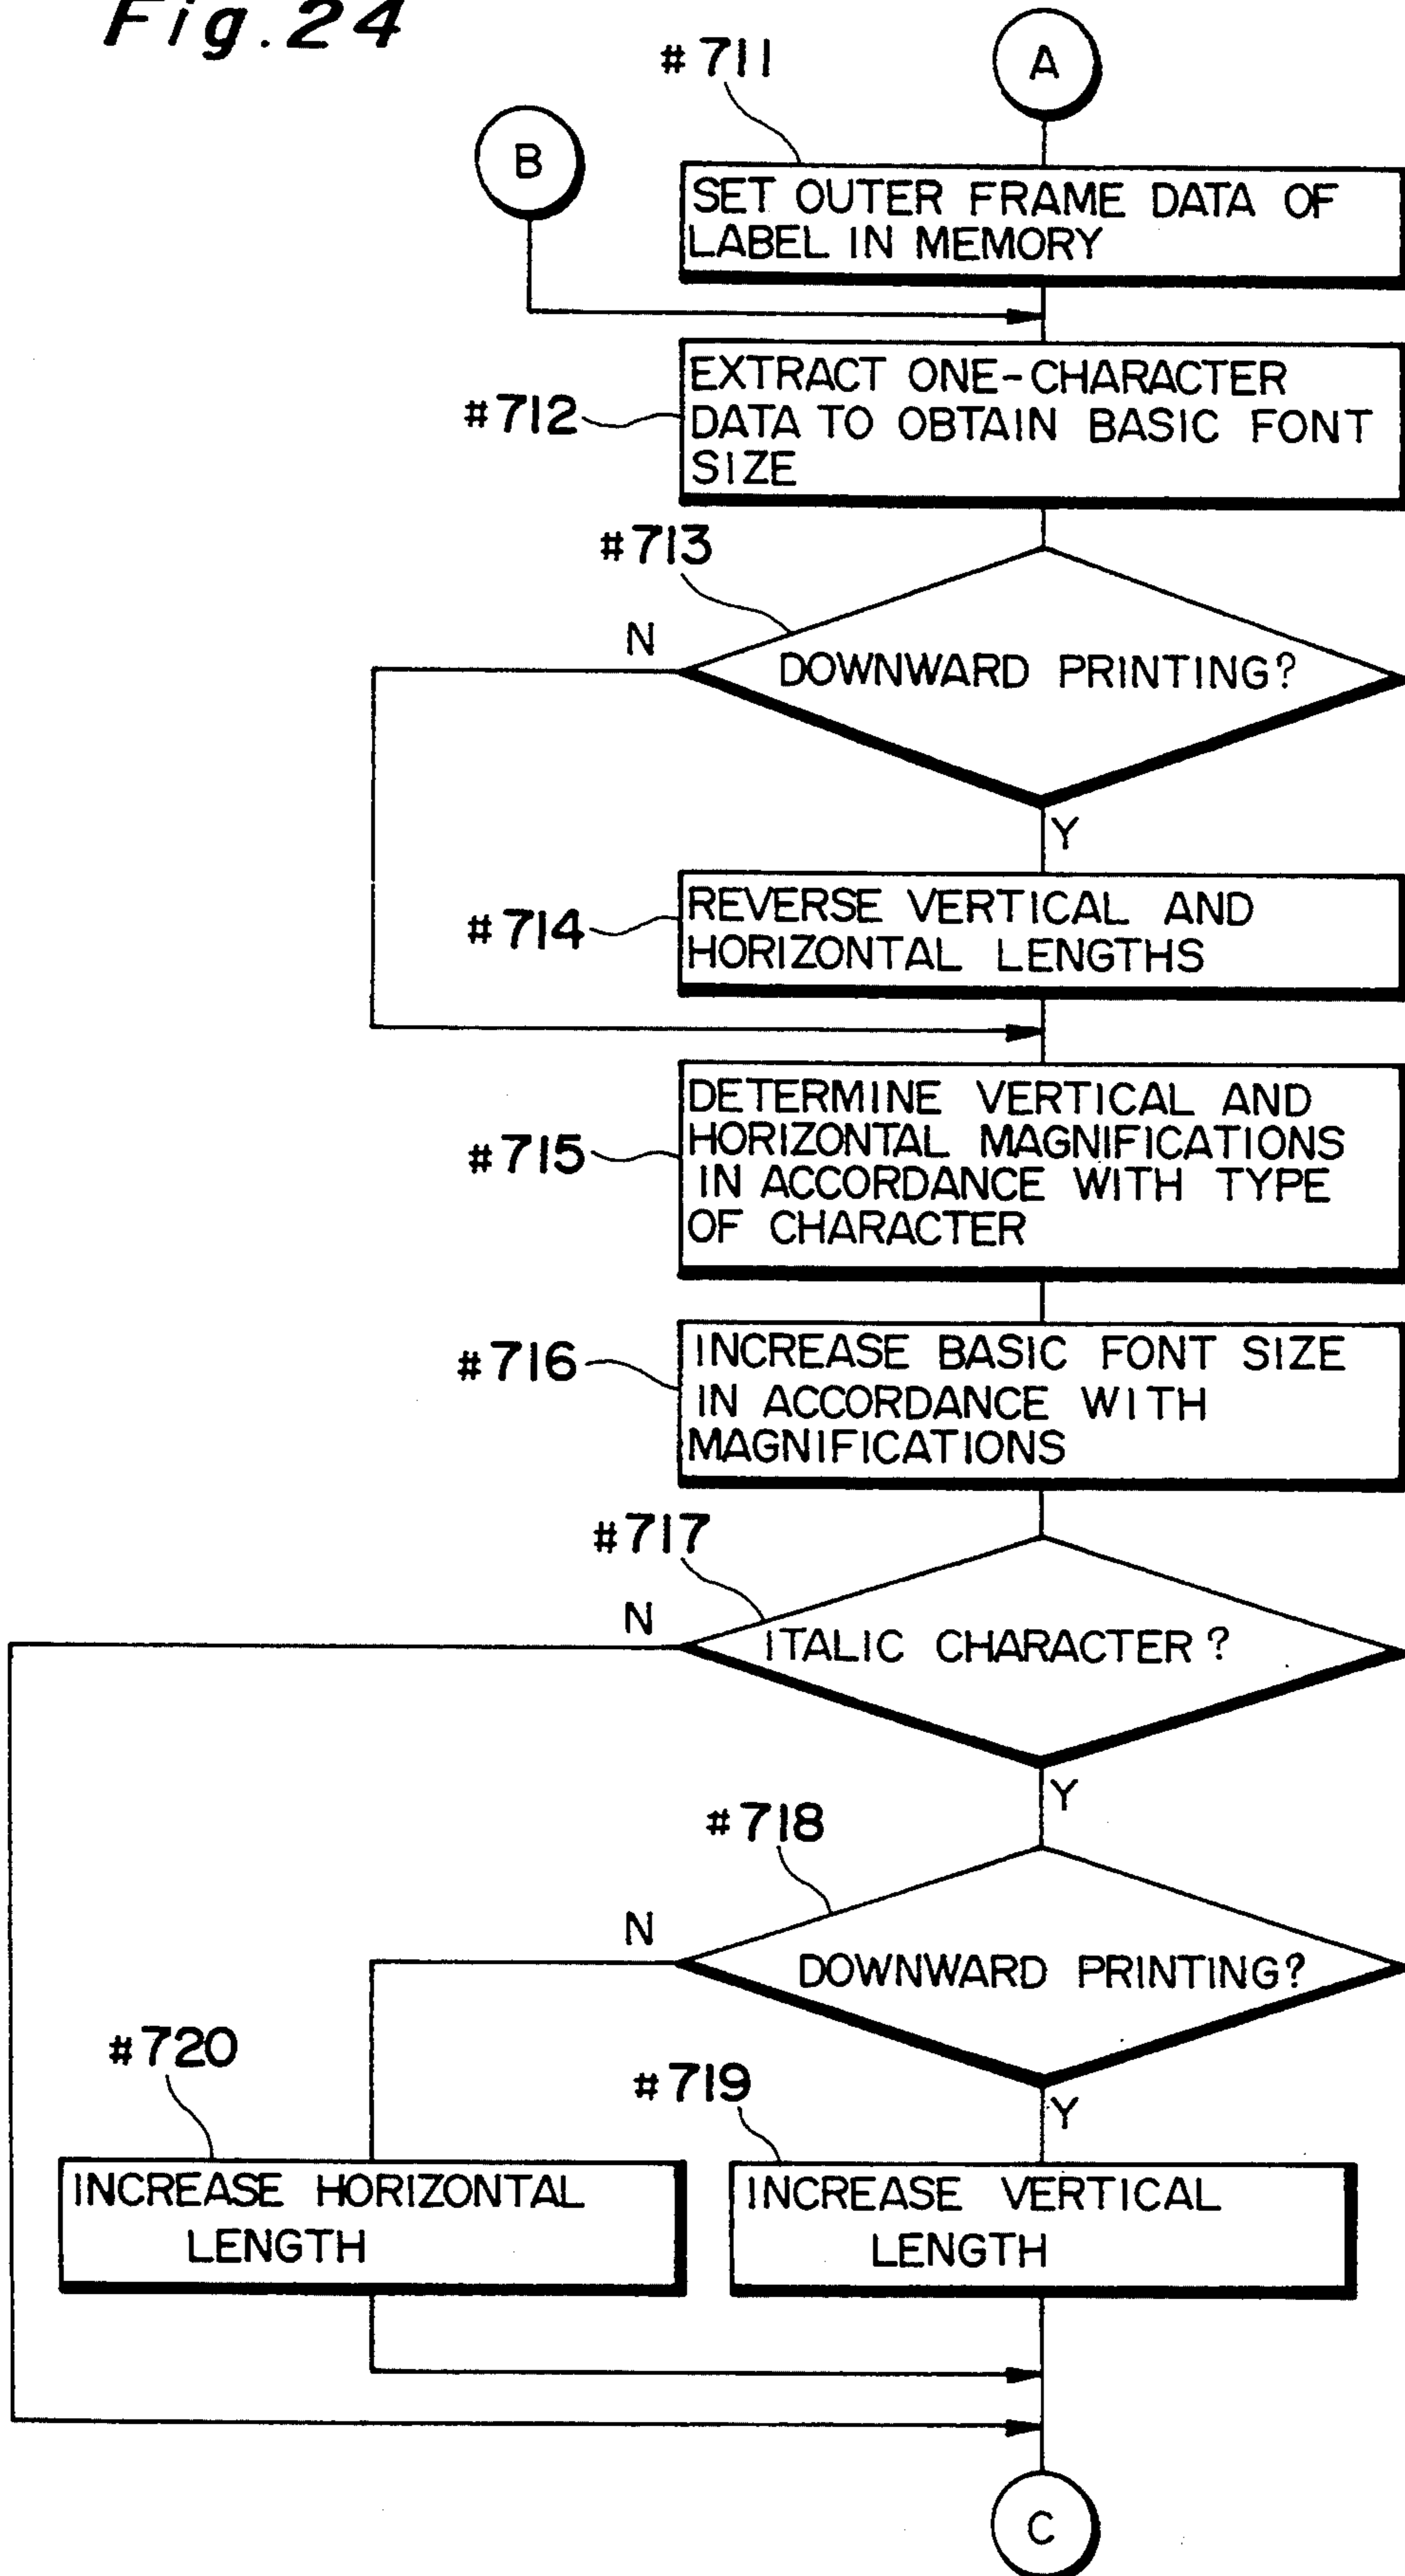 Fig. 24
#711
A
B
SET OUTER FRAME DATA OF
LABEL IN MEMORY
EXTRACT ONE-CHARACTER
#712
DATA TO OBTAIN BASIC FONT
SIZE
#713
N
DOWNWARD PRINTING?
Y
#714
REVERSE VERTICAL AND
HORIZONTAL LENGTHS
DETERMINE VERTICAL AND
#715
HORIZONTAL MAGNIFICATIONS
IN ACCORDANCE WITH TYPE
OF CHARACTER
#716
INCREASE BASIC FONT SIZE
IN ACCORDANCE WITH
MAGNIFICATIONS
#717
N
ITALIC CHARACTER?
Y
#718
N
DOWNWARD PRINTING?
#720
#719
Y
INCREASE HORIZONTAL
LENGTH
INCREASE VERTICAL
LENGTH
C